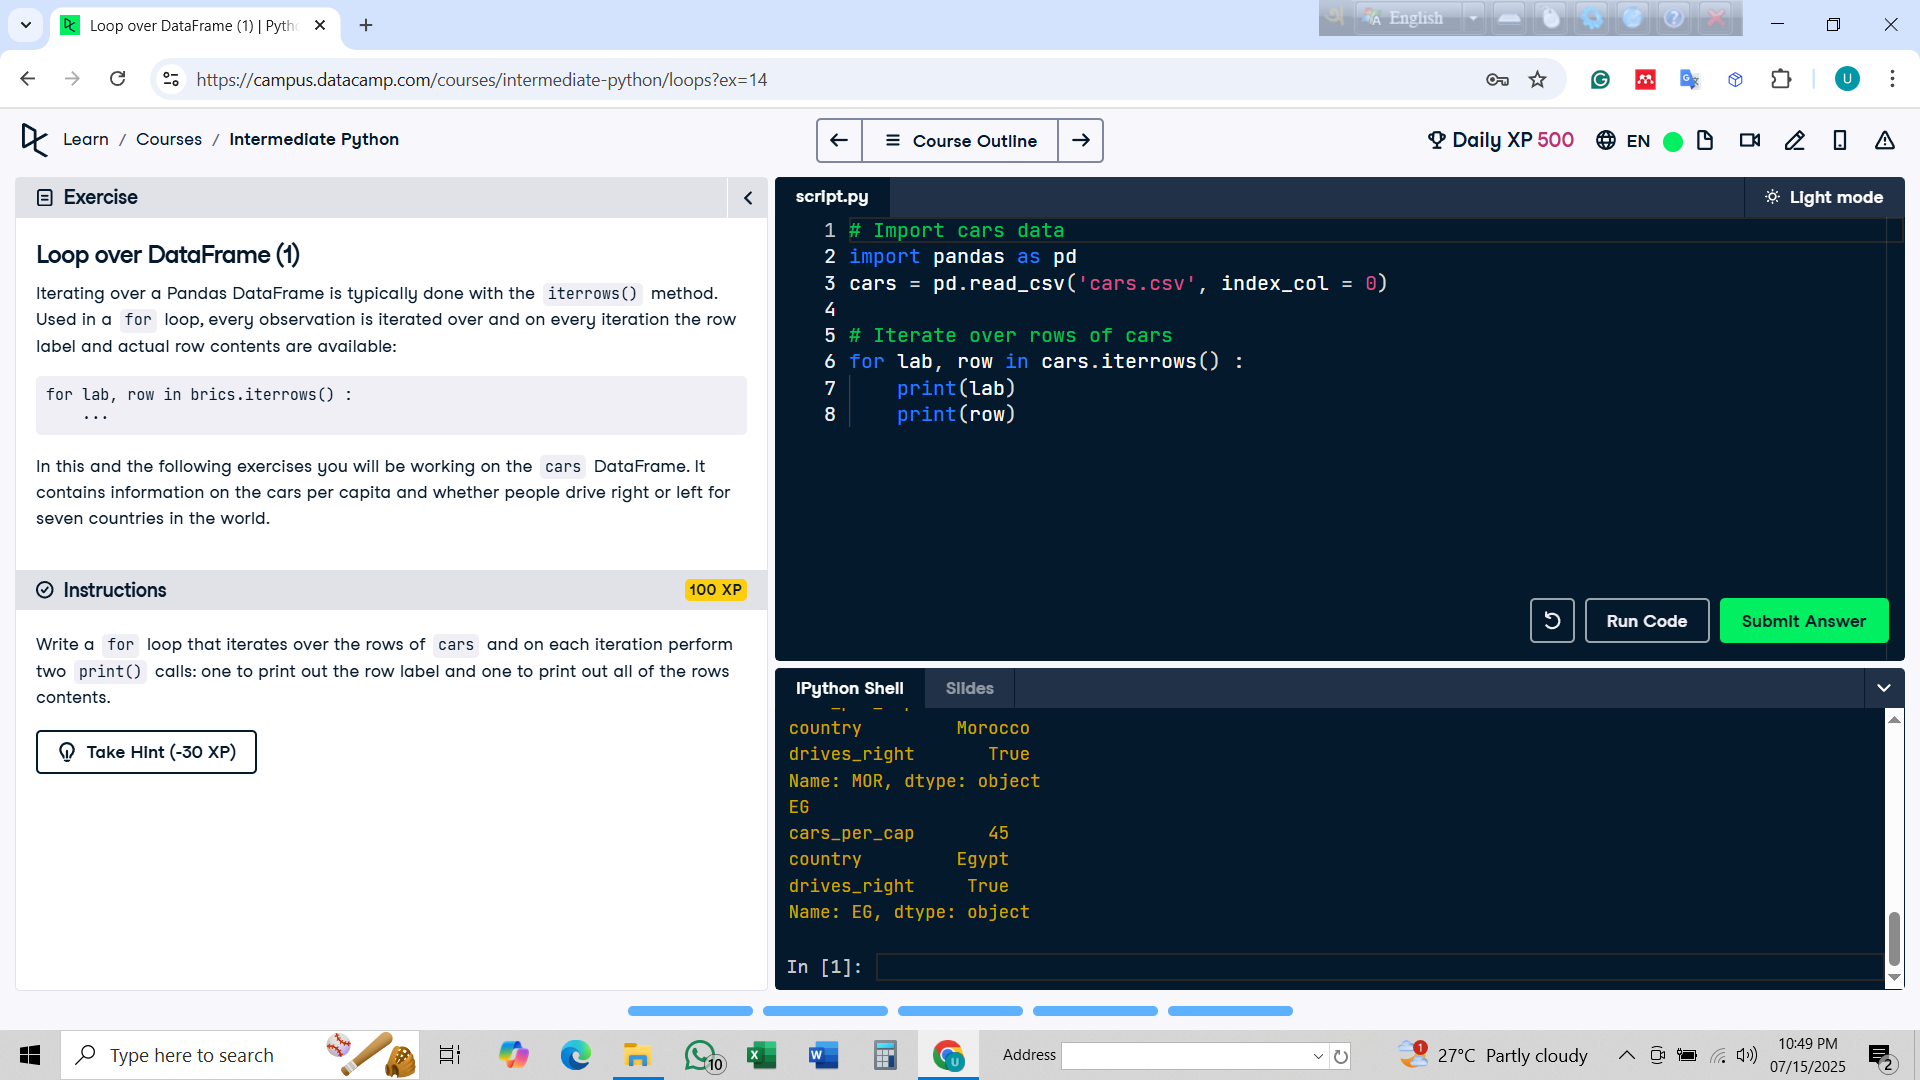 Loop over DataFrame (1) | Pytho
English
https://campus.datacamp.com/courses/intermediate-python/loops?ex=14
U
Learn / Courses / Intermediate Python
Course Outline
Daily XP 500
EN
Exercise
Loop over DataFrame (1)
Iterating over a Pandas DataFrame is typically done with the iterrows() method.
Used in a for loop, every observation is iterated over and on every iteration the row
label and actual row contents are available:
for lab, row in brics.iterrows() :
...
In this and the following exercises you will be working on the cars DataFrame. It
contains information on the cars per capita and whether people drive right or left for
seven countries in the world.
Instructions
100 XP
Write a for loop that iterates over the rows of cars and on each iteration perform
two print() calls: one to print out the row label and one to print out all of the rows
contents.
Take Hint (-30 XP)
script.py
Light mode
1 # Import cars data
2 import pandas as pd
3 cars = pd.read_csv('cars.csv', index_col = 0)
4
5 # Iterate over rows of cars
6 for lab, row in cars.iterrows() :
7 print(lab)
8 print(row)
Run Code
Submit Answer
IPython Shell
Slides
country Morocco
drives_right True
Name: MOR, dtype: object
EG
cars_per_cap 45
country Egypt
drives_right True
Name: EG, dtype: object
In [1]:
Type here to search
10
U
Address
1
27°C Partly cloudy
10:49 PM
07/15/2025
2